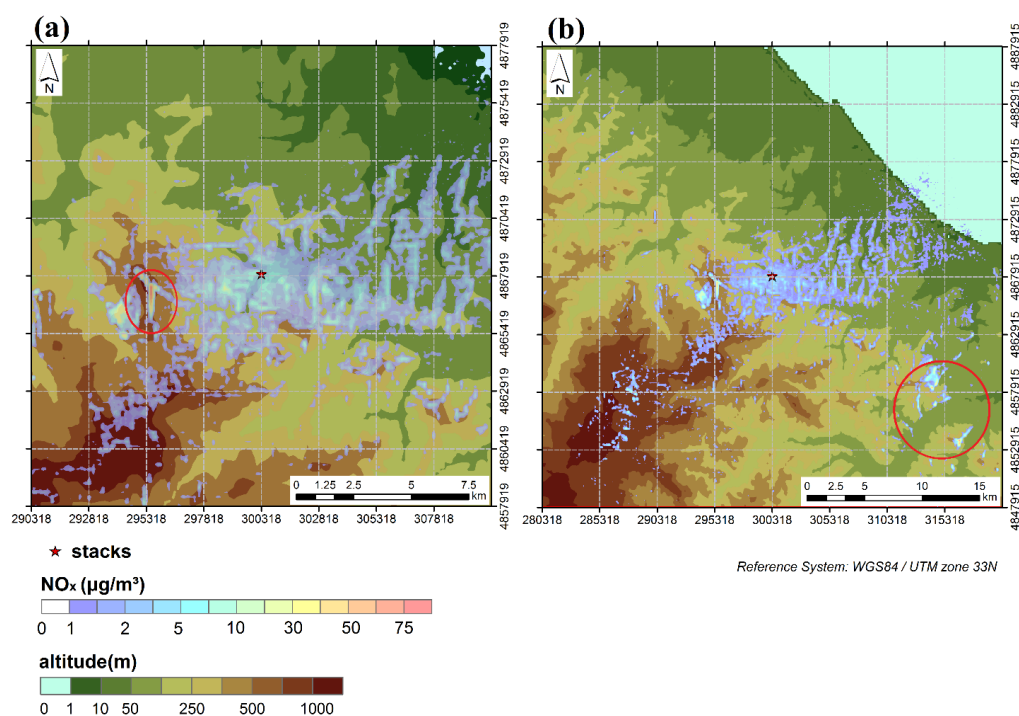 (a)
(b)
N
N
4877919
4875419
4872919
4870419
4867919
4865419
4862919
4860419
4857919
4887915
4882915
4877915
4872915
4867915
4862915
4857915
4852915
4847915
0 1.25 2.5 5 7.5
km
0 2.5 5 10 15
km
290318 292818 295318 297818 300318 302818 305318 307818
280318 285318 290318 295318 300318 305318 310318 315318
stacks
Reference System: WGS84 / UTM zone 33N
NOx (µg/m³)
0 1 2 5 10 30 50 75
altitude(m)
0 1 10 50 250 500 1000